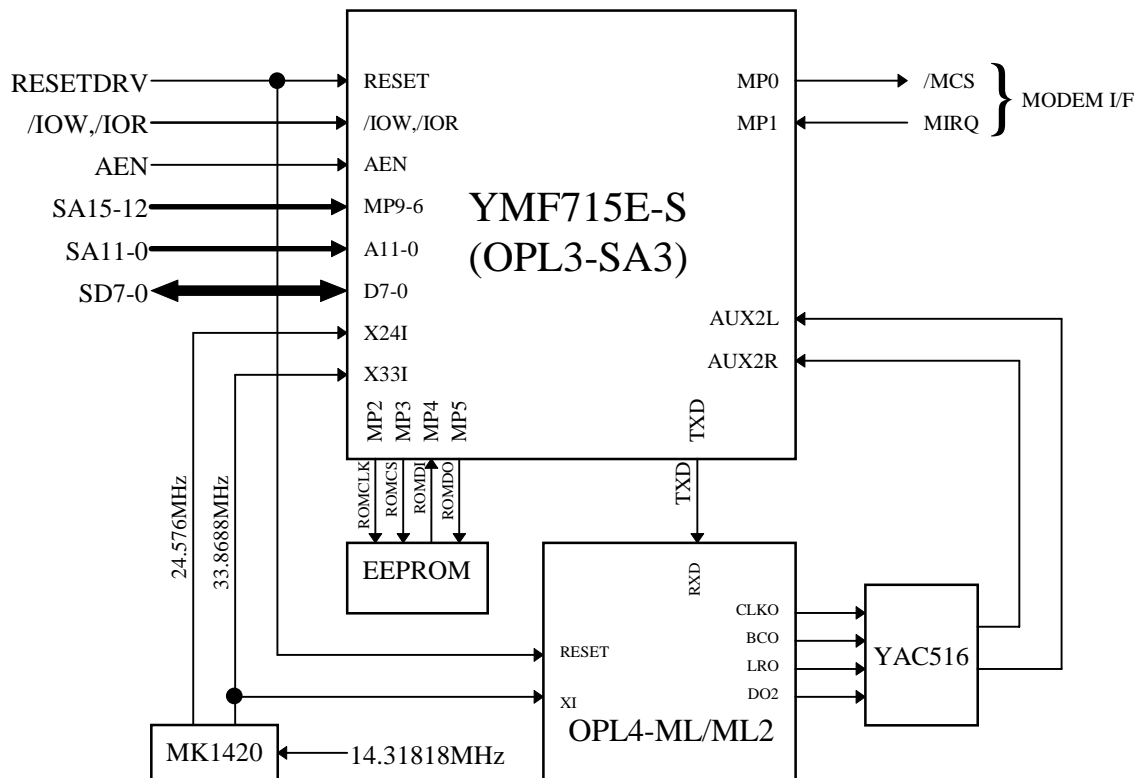 RESETDRV
/IOW,/IOR
AEN
SA15-12
SA11-0
SD7-0
RESET
/IOW,/IOR
AEN
MP9-6
A11-0
D7-0
X24I
X33I
YMF715E-S
(OPL3-SA3)
MP0
MP1
/MCS
MIRQ
MODEM I/F
AUX2L
AUX2R
MP2
MP3
MP4
MP5
TXD
ROMCLK
ROMCS
ROMDI
ROMDO
TXD
24.576MHz
33.8688MHz
EEPROM
RXD
RESET
XI
CLKO
BCO
LRO
DO2
OPL4-ML/ML2
YAC516
MK1420
14.31818MHz